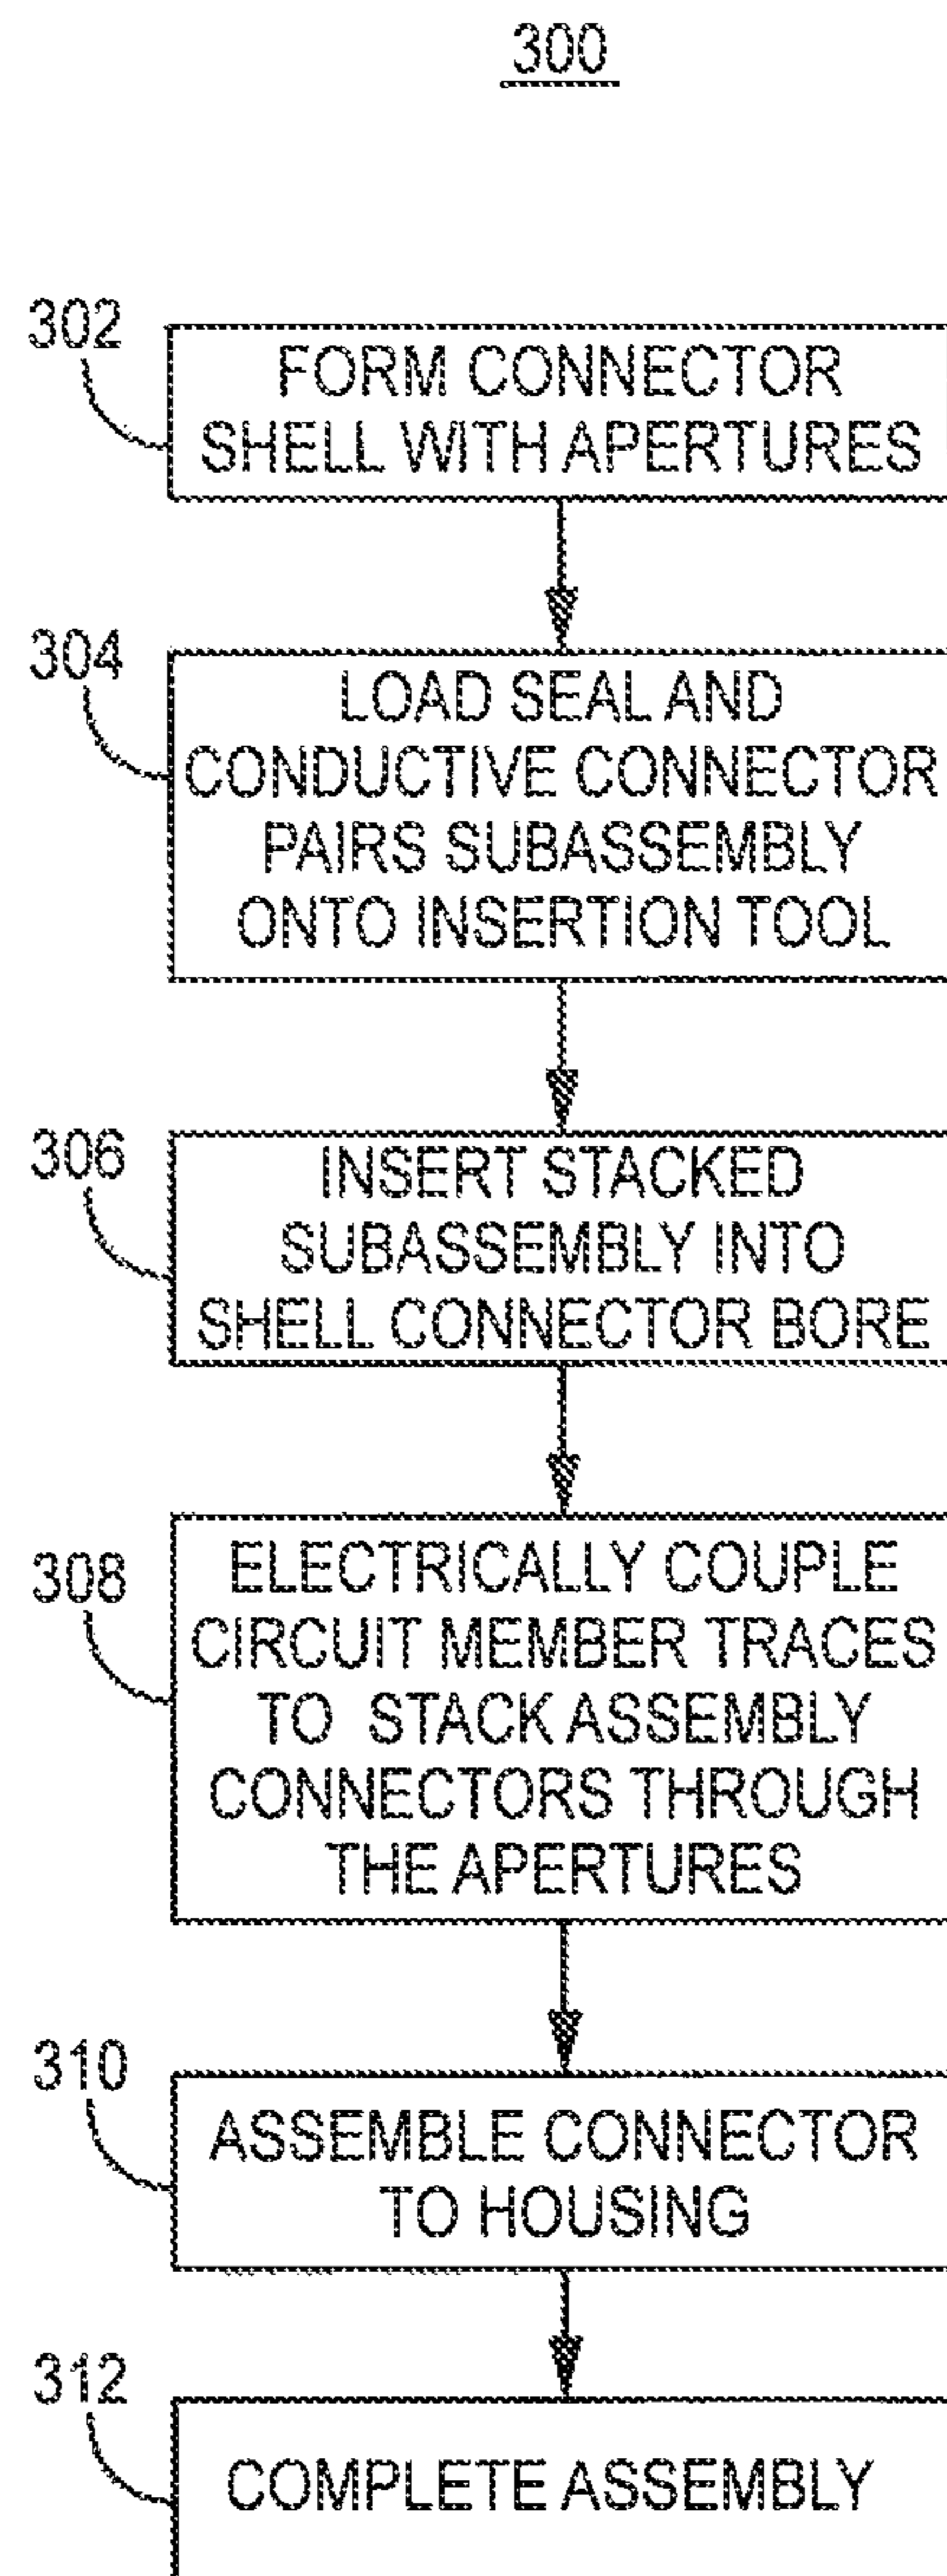 300
302
FORM CONNECTOR
SHELL WITH APERTURES
304
LOAD SEAL AND
CONDUCTIVE CONNECTOR
PAIRS SUBASSEMBLY
ONTO INSERTION TOOL
306
INSERT STACKED
SUBASSEMBLY INTO
SHELL CONNECTOR BORE
308
ELECTRICALLY COUPLE
CIRCUIT MEMBER TRACES
TO STACK ASSEMBLY
CONNECTORS THROUGH
THE APERTURES
310
ASSEMBLE CONNECTOR
TO HOUSING
312
COMPLETE ASSEMBLY